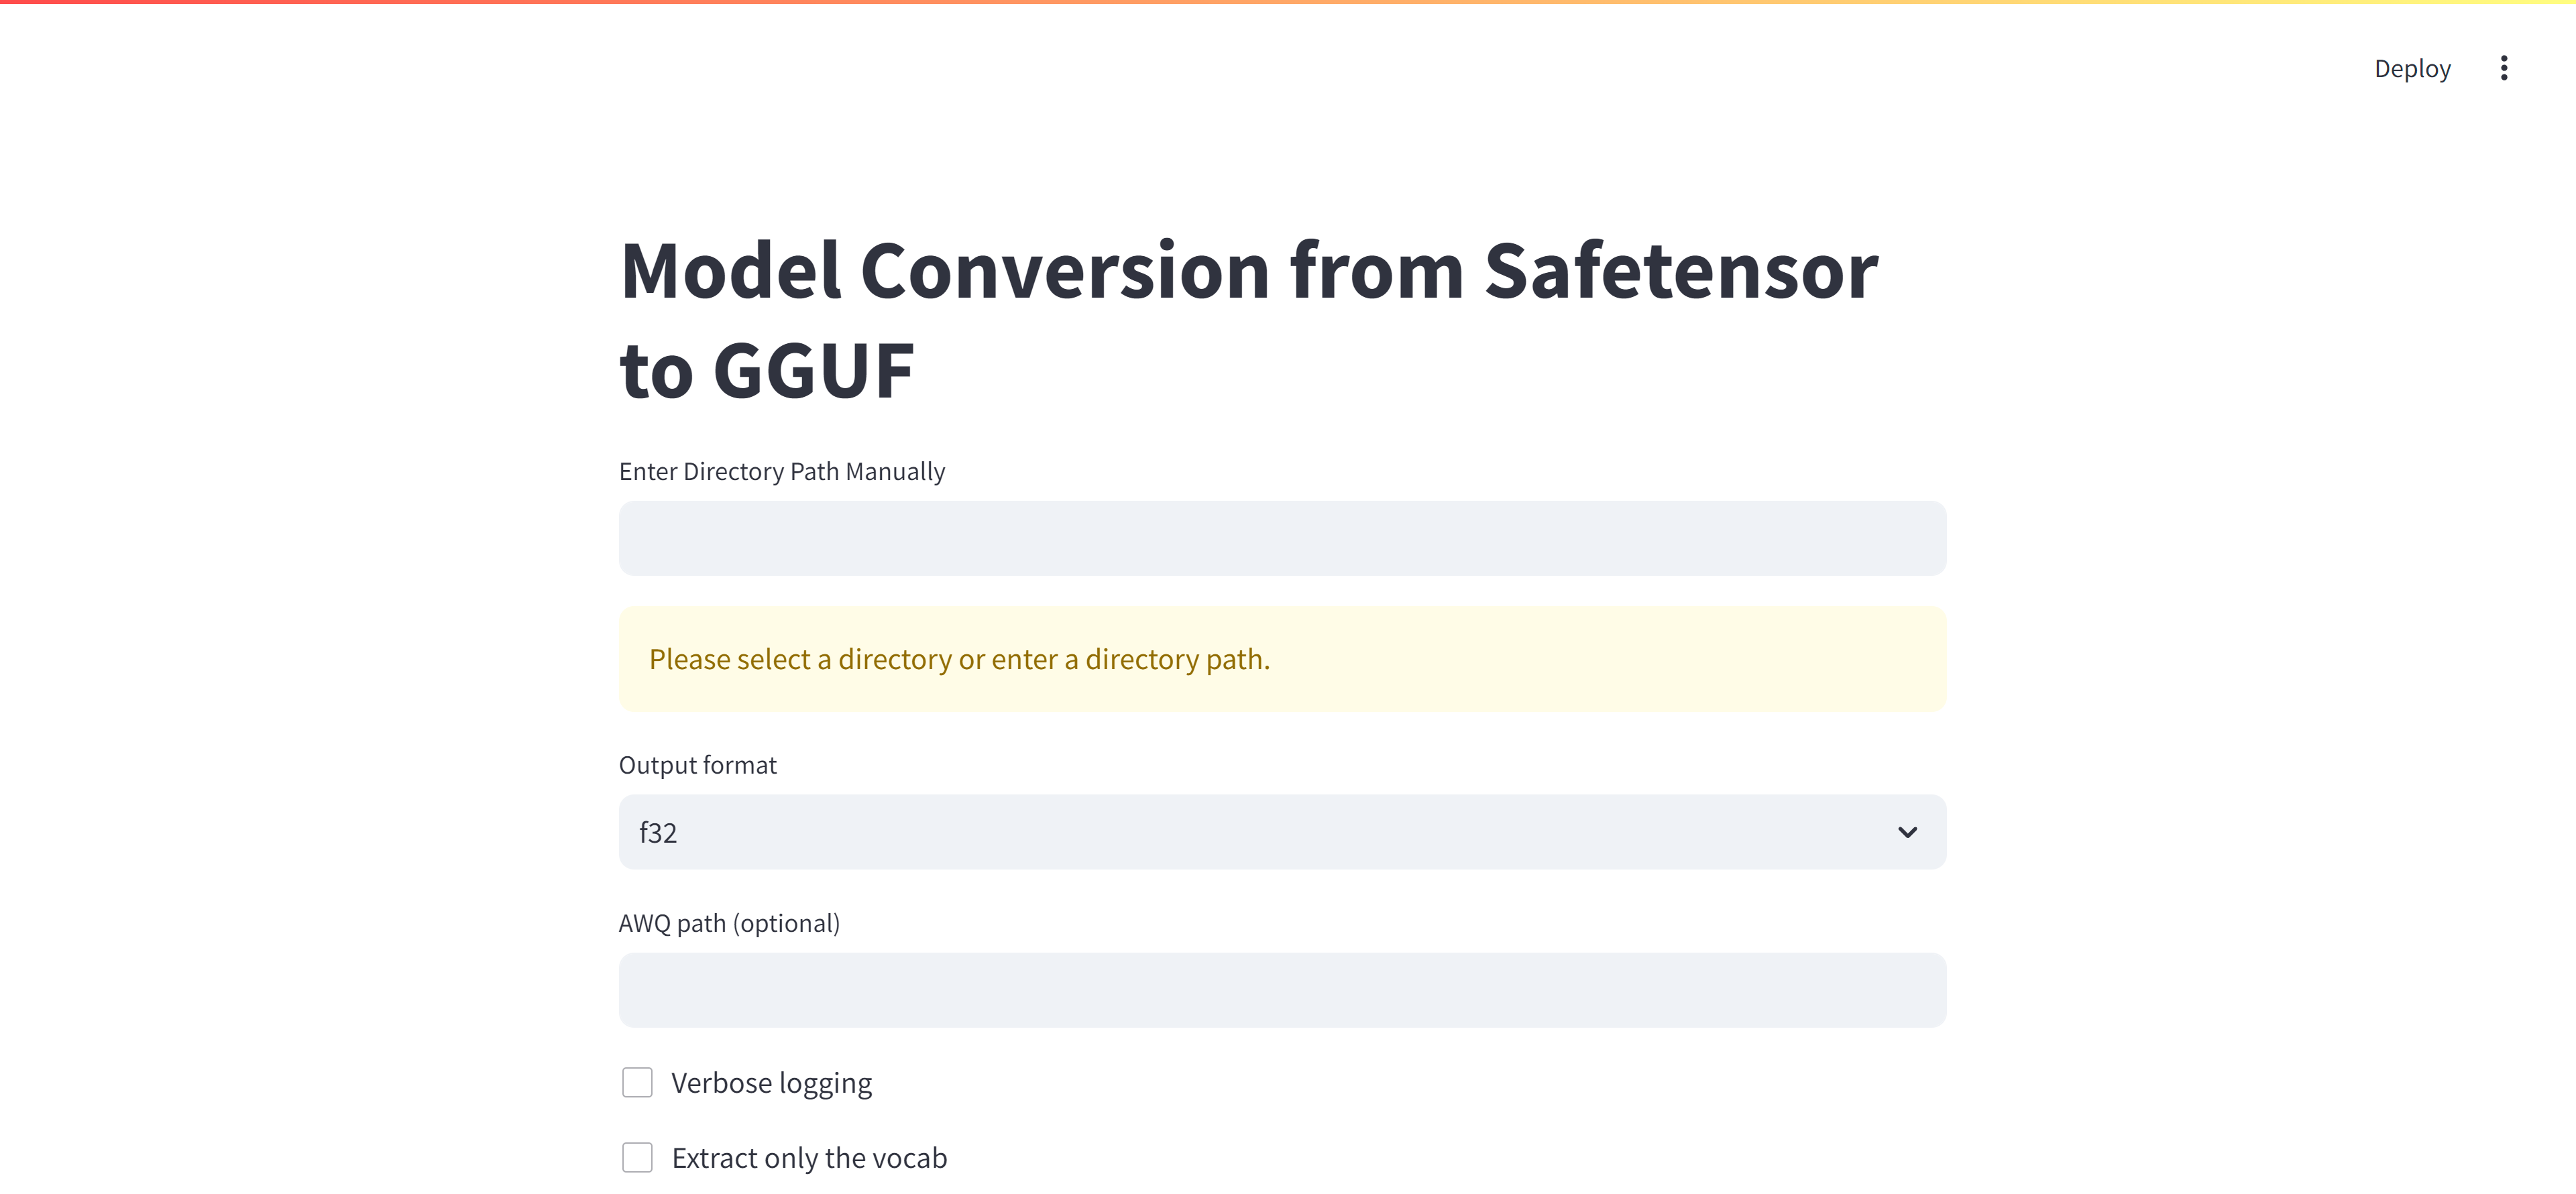 Deploy
Model Conversion from Safetensor
to GGUF
Enter Directory Path Manually
Please select a directory or enter a directory path.
Output format
f32
AWQ path (optional)
Verbose logging
Extract only the vocab